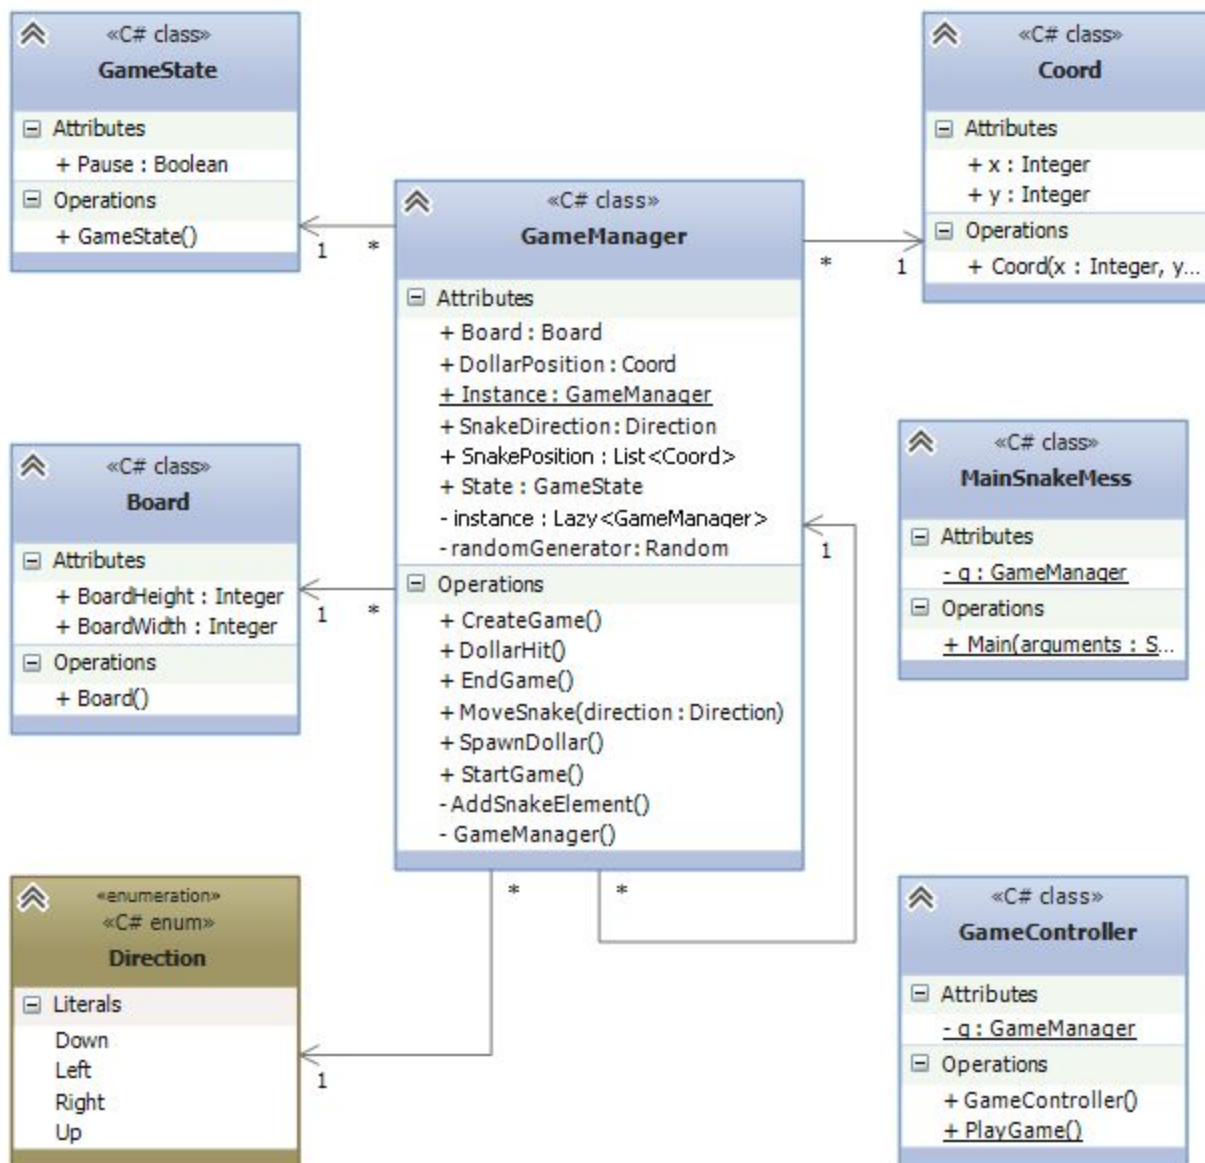 «C# class»
GameState
Attributes
+ Pause : Boolean
Operations
+ GameState()
1
*
«C# class»
Coord
Attributes
+ x : Integer
+ y : Integer
Operations
+ Coord(x : Integer, y...
*
1
«C# class»
GameManager
Attributes
+ Board : Board
+ DollarPosition : Coord
+ Instance : GameManager
+ SnakeDirection : Direction
+ SnakePosition : List<Coord>
+ State : GameState
- instance : Lazy<GameManager>
- randomGenerator : Random
Operations
+ CreateGame()
+ DollarHit()
+ EndGame()
+ MoveSnake(direction : Direction)
+ SpawnDollar()
+ StartGame()
- AddSnakeElement()
- GameManager()
«C# class»
Board
Attributes
+ BoardHeight : Integer
+ BoardWidth : Integer
Operations
+ Board()
1
*
«C# class»
MainSnakeMess
Attributes
- g : GameManager
Operations
+ Main(arguments : S...
1
*
*
«enumeration»
«C# enum»
Direction
Literals
Down
Left
Right
Up
1
«C# class»
GameController
Attributes
- g : GameManager
Operations
+ GameController()
+ PlayGame()